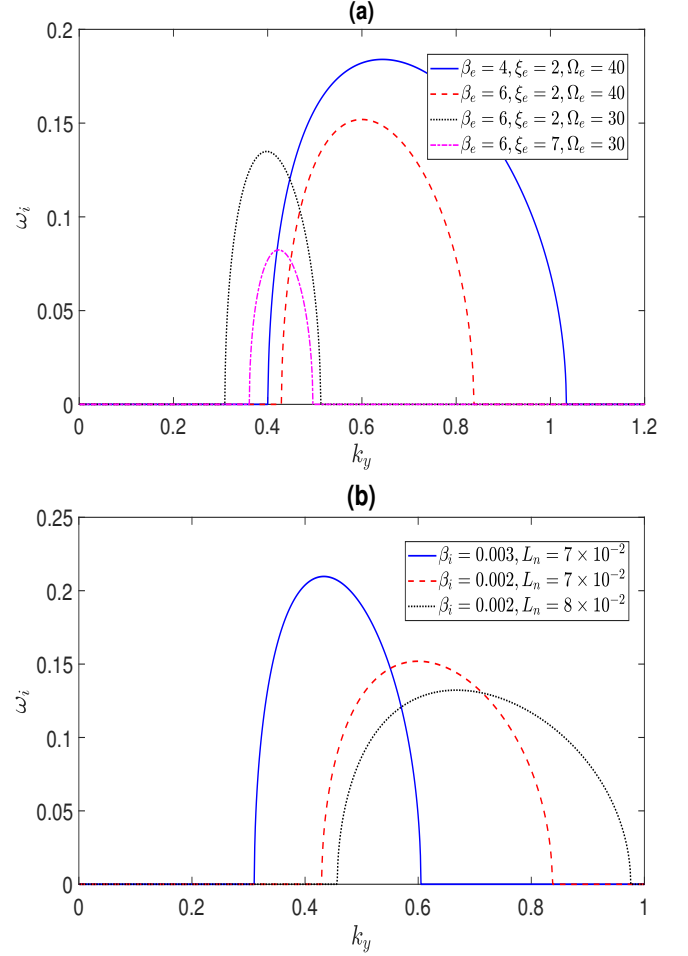 (a)
0.2
0.15
0.1
0.05
0
ω_i
β_e = 4, ξ_e = 2, Ω_e = 40
β_e = 6, ξ_e = 2, Ω_e = 40
β_e = 6, ξ_e = 2, Ω_e = 30
β_e = 6, ξ_e = 7, Ω_e = 30
0 0.2 0.4 0.6 0.8 1 1.2
k_y
(b)
0.25
0.2
0.15
0.1
0.05
0
ω_i
β_i = 0.003, L_n = 7 × 10^{-2}
β_i = 0.002, L_n = 7 × 10^{-2}
β_i = 0.002, L_n = 8 × 10^{-2}
0 0.2 0.4 0.6 0.8 1
k_y